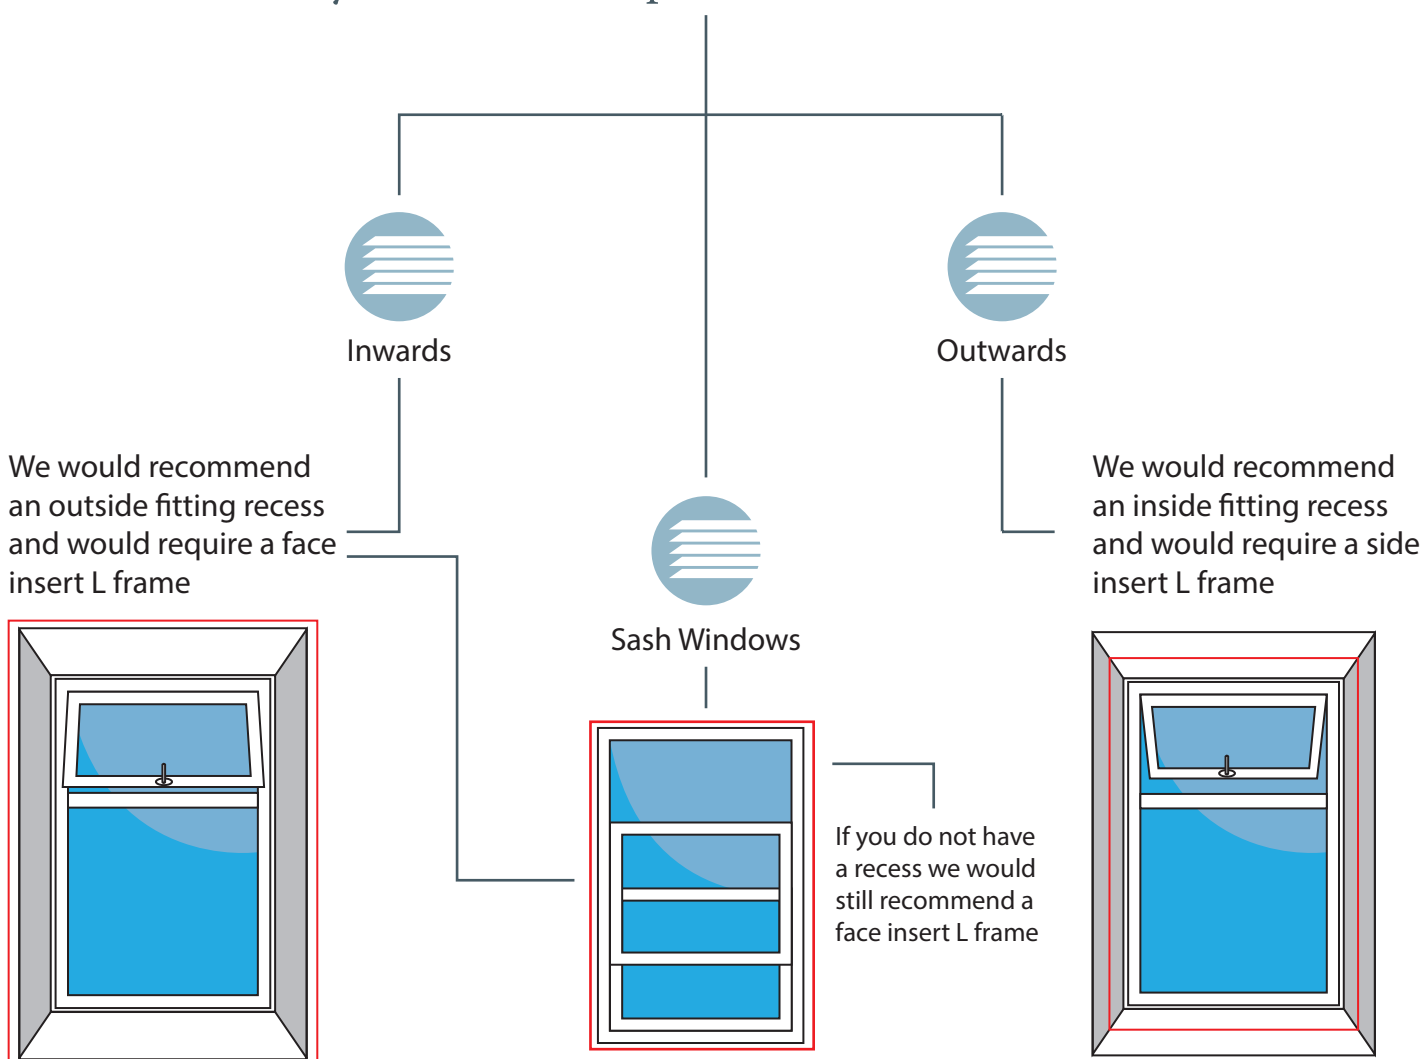 Inwards
Outwards
We would recommend
an outside fitting recess
and would require a face
insert L frame
We would recommend
an inside fitting recess
and would require a side
insert L frame
Sash Windows
If you do not have
a recess we would
still recommend a
face insert L frame